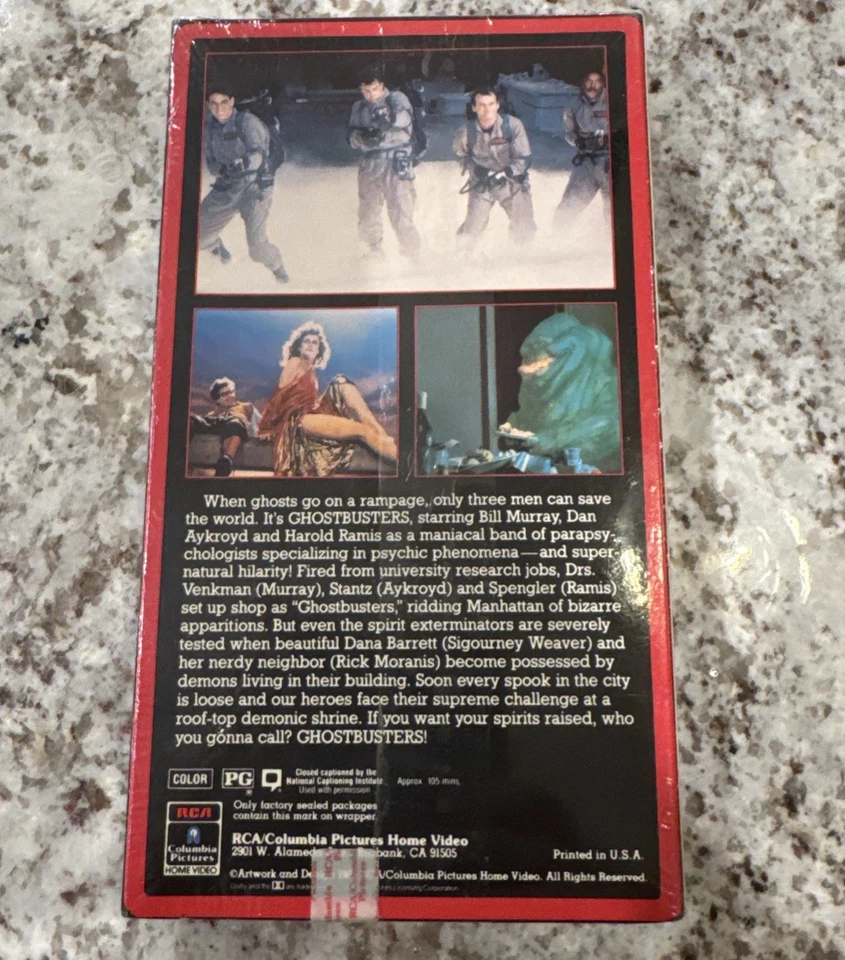 When ghosts go on a rampage, only three men can save
the world. It's GHOSTBUSTERS, starring Bill Murray, Dan
Aykroyd and Harold Ramis as a maniacal band of parapsy-
chologists specializing in psychic phenomena—and super-
natural hilarity! Fired from university research jobs, Drs.
Venkman (Murray), Stantz (Aykroyd) and Spengler (Ramis)
set up shop as "Ghostbusters," ridding Manhattan of bizarre
apparitions. But even the spirit exterminators are severely
tested when beautiful Dana Barrett (Sigourney Weaver) and
her nerdy neighbor (Rick Moranis) become possessed by
demons living in their building. Soon every spook in the city
is loose and our heroes face their supreme challenge at a
roof-top demonic shrine. If you want your spirits raised, who
you gonna call? GHOSTBUSTERS!
COLOR PG
Closed captioned by the
National Captioning Institute
Used with permission
Approx. 105 mins.
Only factory sealed packages
contain this mark on wrapper
RCA
Columbia
Pictures
HOME VIDEO
RCA/Columbia Pictures Home Video
2901 W. Alameda bank, CA 91505
Printed in U.S.A.
©Artwork and De /Columbia Pictures Home Video. All Rights Reserved.
Dolby and the are Licensing Corporation.